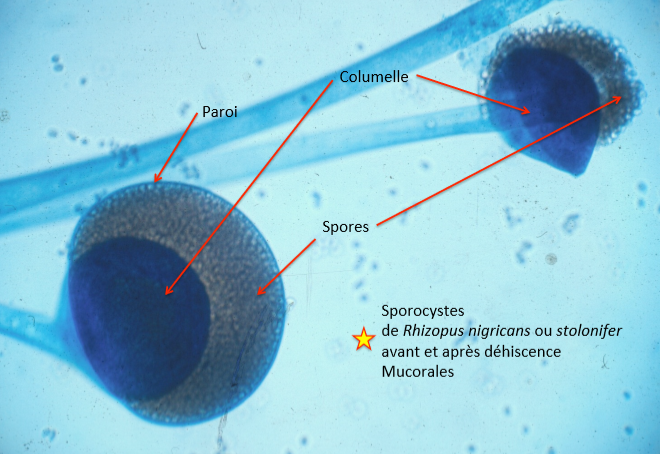 Columelle
Paroi
Spores
Sporocystes
de Rhizopus nigricans ou stolonifer
avant et après déhiscence
Mucorales